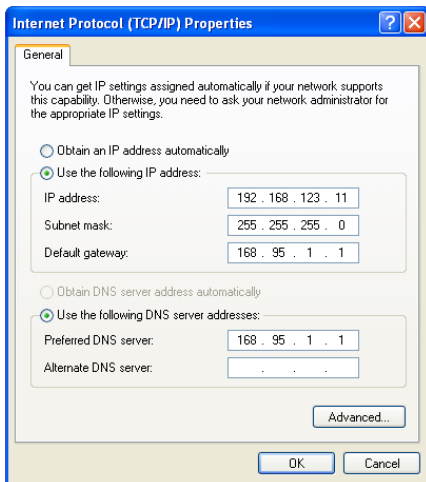 Internet Protocol (TCP/IP) Properties
General
You can get IP settings assigned automatically if your network supports
this capability. Otherwise, you need to ask your network administrator for
the appropriate IP settings.
Obtain an IP address automatically
Use the following IP address:
IP address: 192 . 168 . 123 . 11
Subnet mask: 255 . 255 . 255 . 0
Default gateway: 168 . 95 . 1 . 1
Obtain DNS server address automatically
Use the following DNS server addresses:
Preferred DNS server: 168 . 95 . 1 . 1
Alternate DNS server: . . .
Advanced...
OK Cancel